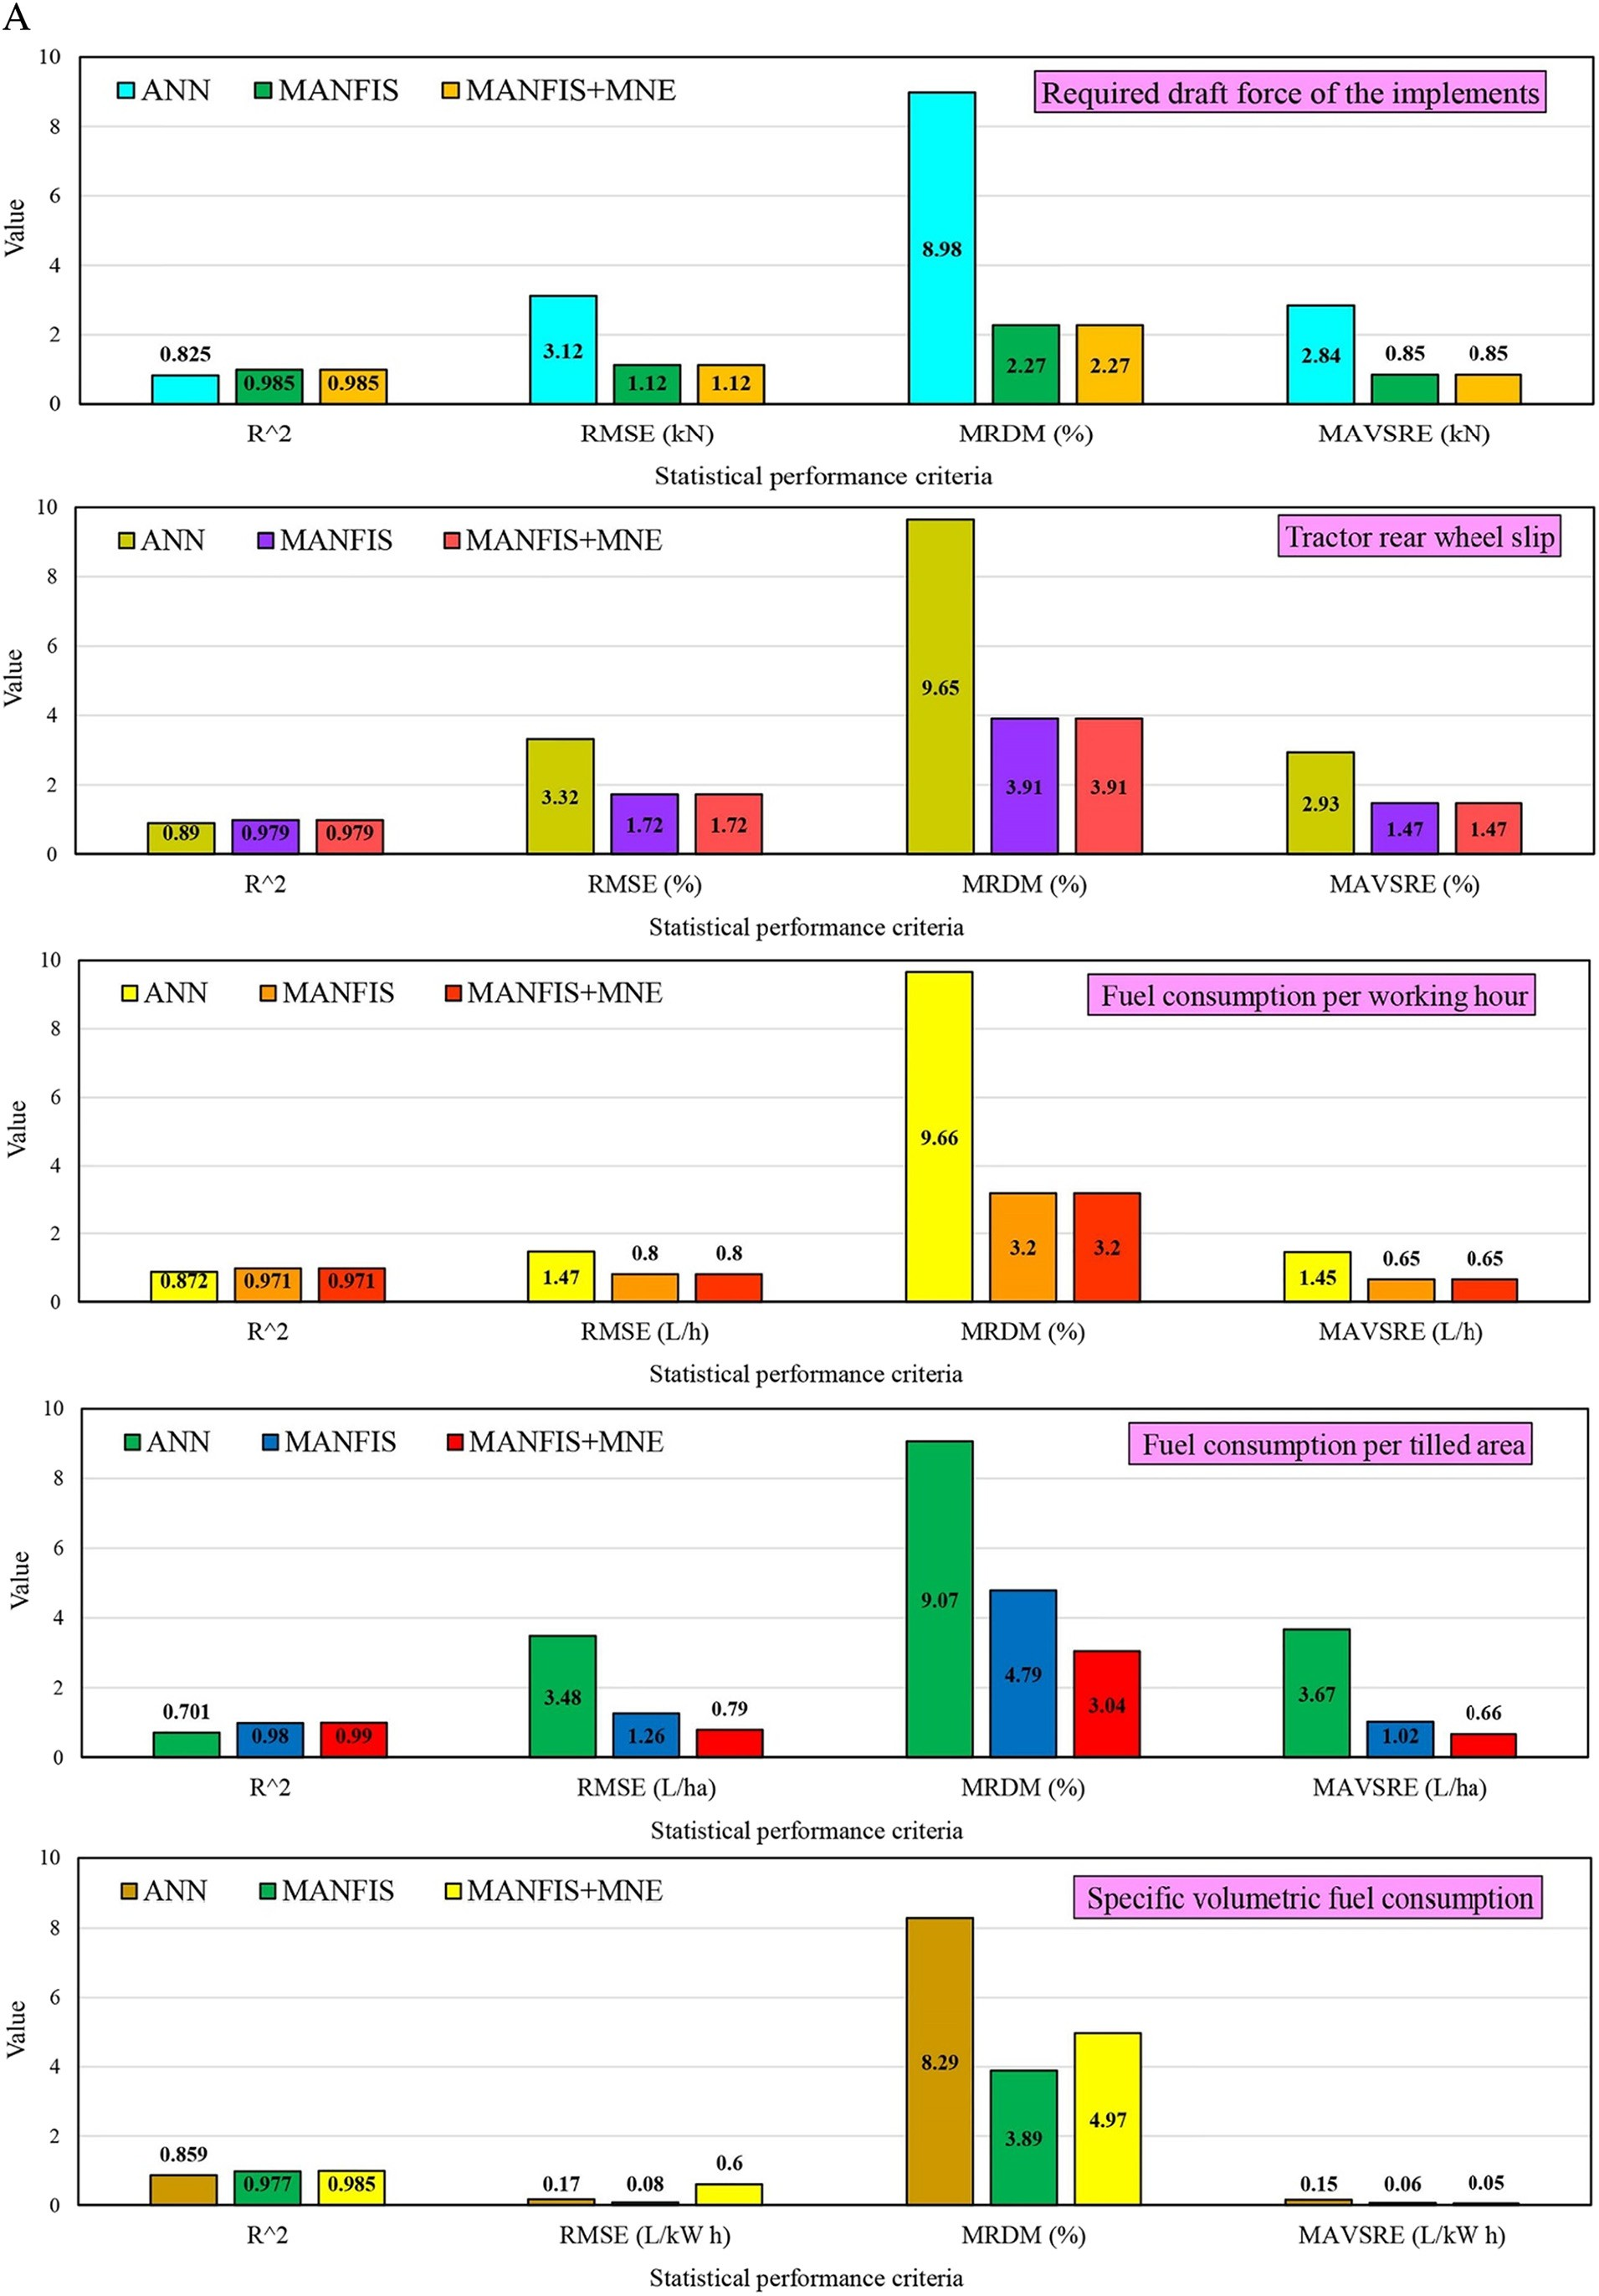 A
ANN MANFIS MANFIS+MNE Required draft force of the implements
10
8
6
4
2
0
Value
0.825 0.985 0.985 3.12 1.12 1.12 8.98 2.27 2.27 2.84 0.85 0.85
R^2 RMSE (kN) MRDM (%) MAVSRE (kN)
Statistical performance criteria
ANN MANFIS MANFIS+MNE Tractor rear wheel slip
10
8
6
4
2
0
Value
0.89 0.979 0.979 3.32 1.72 1.72 9.65 3.91 3.91 2.93 1.47 1.47
R^2 RMSE (%) MRDM (%) MAVSRE (%)
Statistical performance criteria
ANN MANFIS MANFIS+MNE Fuel consumption per working hour
10
8
6
4
2
0
Value
0.872 0.971 0.971 1.47 0.8 0.8 9.66 3.2 3.2 1.45 0.65 0.65
R^2 RMSE (L/h) MRDM (%) MAVSRE (L/h)
Statistical performance criteria
ANN MANFIS MANFIS+MNE Fuel consumption per tilled area
10
8
6
4
2
0
Value
0.701 0.98 0.99 3.48 1.26 0.79 9.07 4.79 3.04 3.67 1.02 0.66
R^2 RMSE (L/ha) MRDM (%) MAVSRE (L/ha)
Statistical performance criteria
ANN MANFIS MANFIS+MNE Specific volumetric fuel consumption
10
8
6
4
2
0
Value
0.859 0.977 0.985 0.17 0.08 0.6 8.29 3.89 4.97 0.15 0.06 0.05
R^2 RMSE (L/kW h) MRDM (%) MAVSRE (L/kW h)
Statistical performance criteria